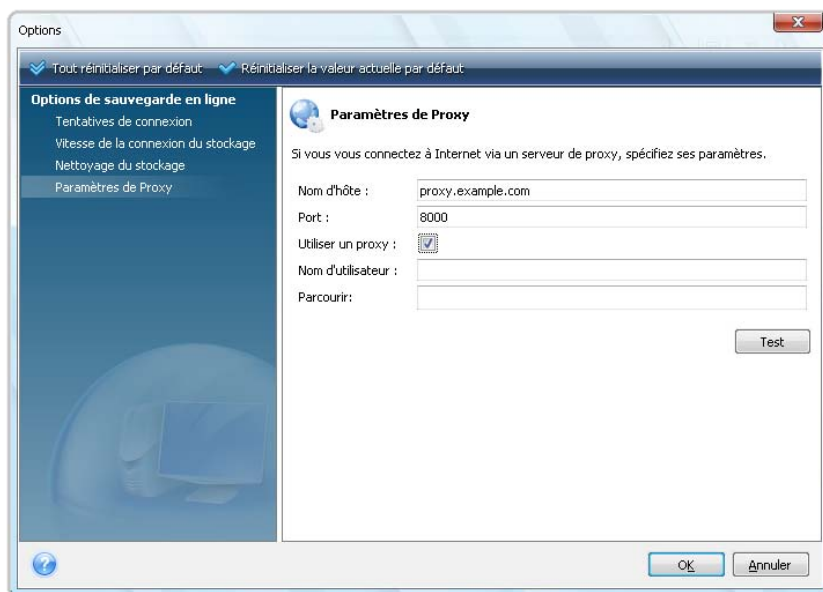 Options
Tout réinitialiser par défaut Réinitialiser la valeur actuelle par défaut
Options de sauvegarde en ligne
Tentatives de connexion
Vitesse de la connexion du stockage
Nettoyage du stockage
Paramètres de Proxy
Paramètres de Proxy
Si vous vous connectez à Internet via un serveur de proxy, spécifiez ses paramètres.
Nom d'hôte : proxy.example.com
Port : 8000
Utiliser un proxy :
Nom d'utilisateur :
Parcourir:
Test
OK Annuler